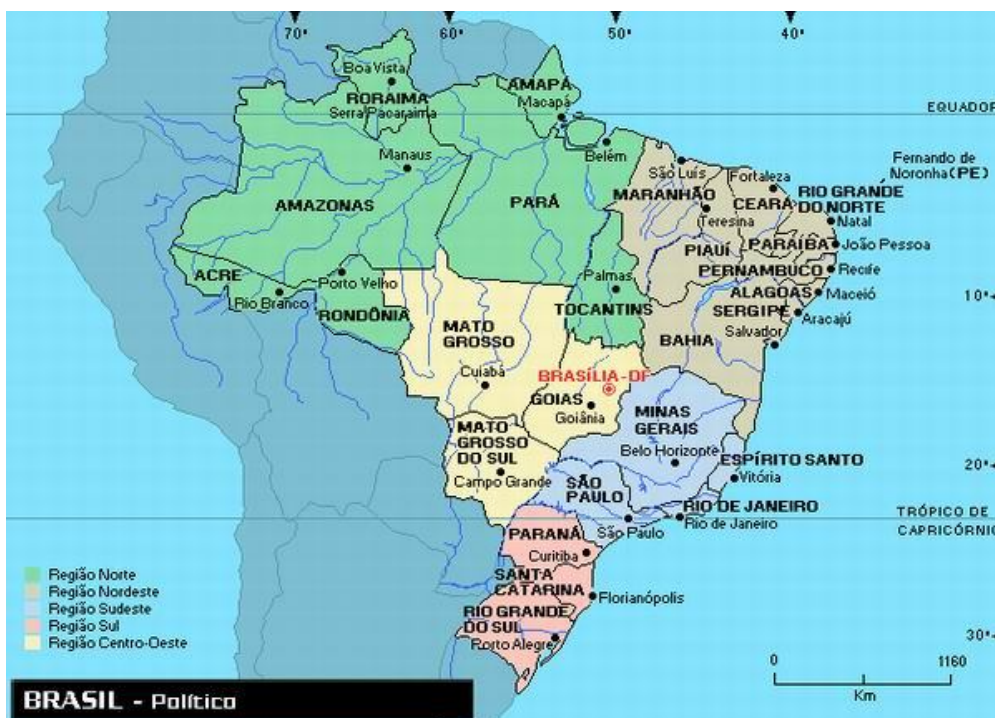 70°
60°
50°
40°
Boa Vista
RORAIMA
Serra Pacaraima
AMAPÁ
Macapá
EQUADOR
Manaus
Belém
São Luís
Fortaleza
Fernando de
Noronha(PE)
AMAZONAS
PARÁ
MARANHÃO
Teresina
CEARÁ
RIO GRANDE
DO NORTE
Natal
PIAUÍ
PARAÍBA
João Pessoa
ACRE
Porto Velho
Palmas
PERNAMBUCO
Recife
Rio Branco
RONDÔNIA
TOCANTINS
ALAGOAS
Maceió
10°
SERGIPE
Aracajú
MATO
GROSSO
BAHIA
Salvador
Cuiabá
BRASÍLIA-DF
GOIAS
Goiânia
MINAS
GERAIS
Belo Horizonte
MATO
GROSSO
DO SUL
Campo Grande
ESPÍRITO SANTO
Vitória
20°
SÃO
PAULO
São Paulo
RIO DE JANEIRO
Rio de Janeiro
TRÓPICO DE
CAPRICÓRNIO
PARANÁ
Curitiba
SANTA
CATARINA
Florianópolis
RIO GRANDE
DO SUL
Porto Alegre
30°
Região Norte
Região Nordeste
Região Sudeste
Região Sul
Região Centro-Oeste
0
1160
Km
BRASIL - Político